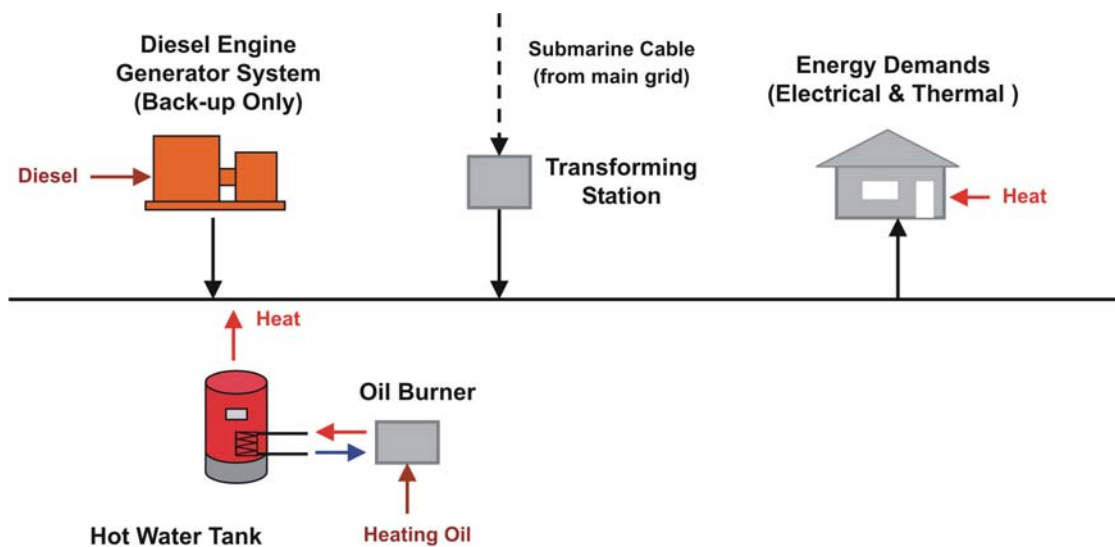 Diesel Engine
Generator System
(Back-up Only)
Submarine Cable
(from main grid)
Energy Demands
(Electrical & Thermal )
Diesel
Transforming
Station
Heat
Heat
Oil Burner
Hot Water Tank
Heating Oil